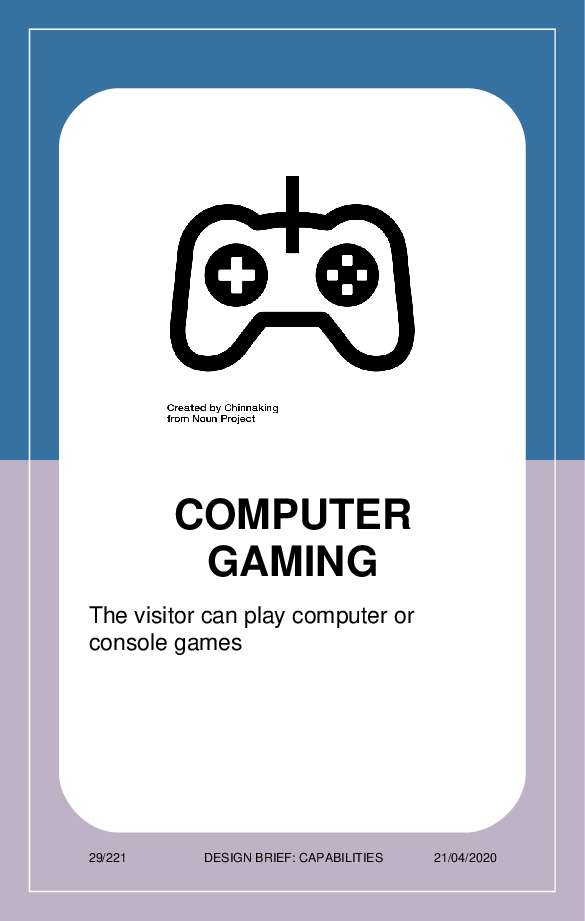 Created by Chinnaking
from Noun Project
COMPUTER
GAMING
The visitor can play computer or
console games
29/221 DESIGN BRIEF: CAPABILITIES 21/04/2020